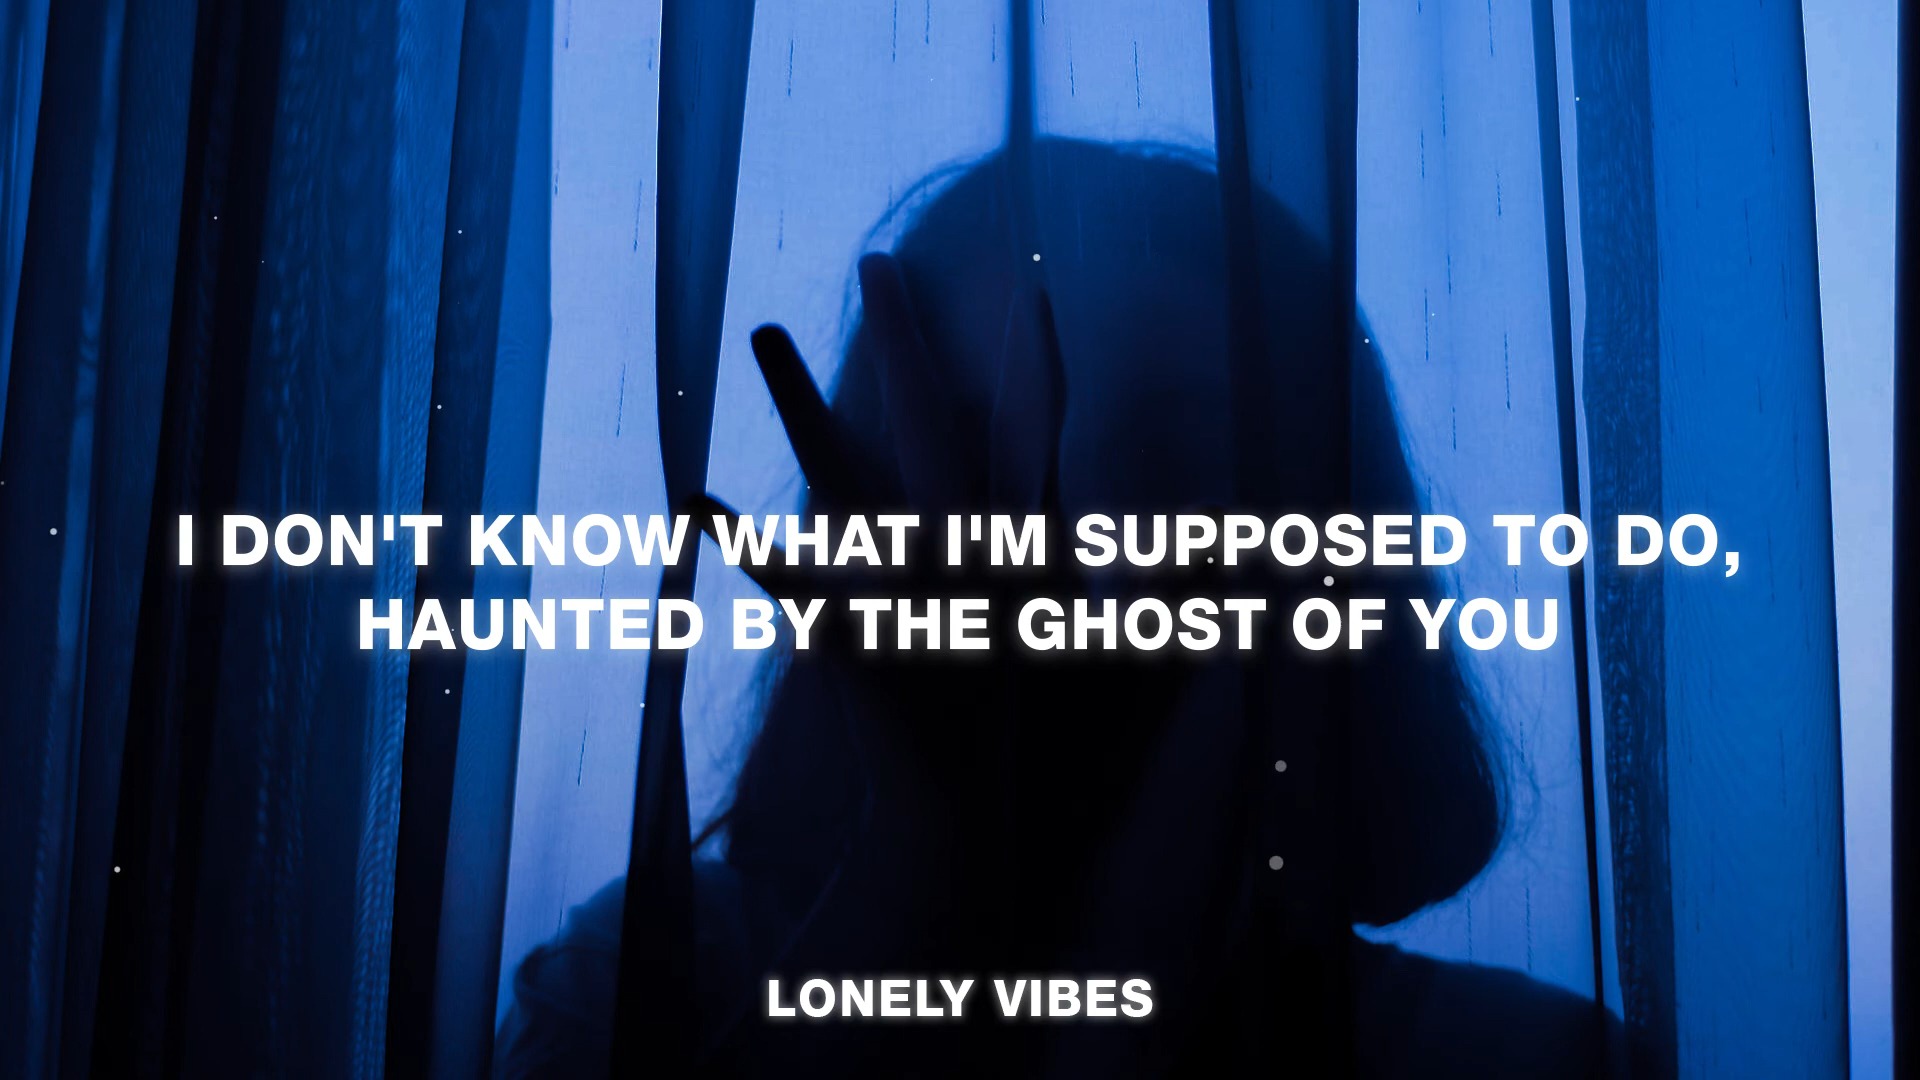 I DON'T KNOW WHAT I'M SUPPOSED TO DO,
HAUNTED BY THE GHOST OF YOU
LONELY VIBES